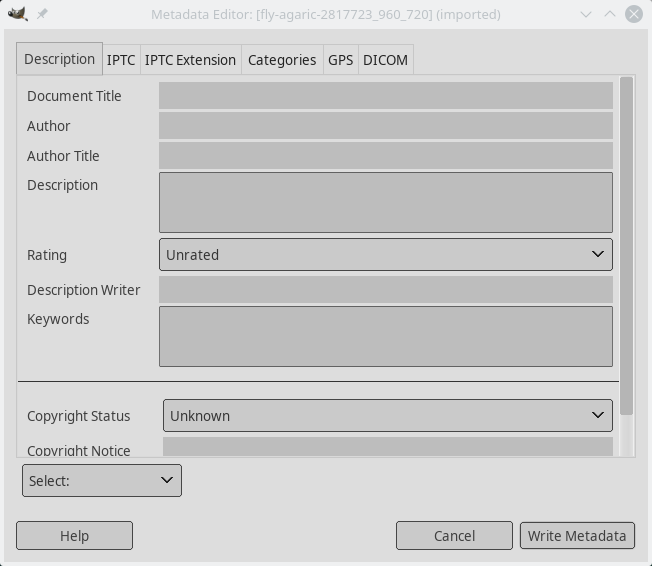 Metadata Editor: [fly-agaric-2817723_960_720] (imported)
Description IPTC IPTC Extension Categories GPS DICOM
Document Title
Author
Author Title
Description
Rating Unrated
Description Writer
Keywords
Copyright Status Unknown
Copyright Notice
Select:
Help Cancel Write Metadata